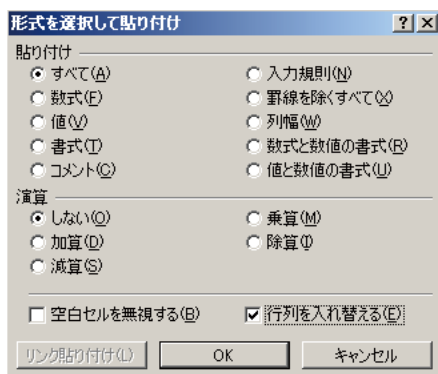 形式を選択して貼り付け
貼り付け
すべて(A)
入力規則(N)
数式(F)
罫線を除くすべて(X)
値(V)
列幅(W)
書式(T)
数式と数値の書式(R)
コメント(C)
値と数値の書式(U)
演算
しない(O)
乗算(M)
加算(D)
除算(I)
減算(S)
空白セルを無視する(B)
行列を入れ替える(E)
リンク貼り付け(L)
OK
キャンセル